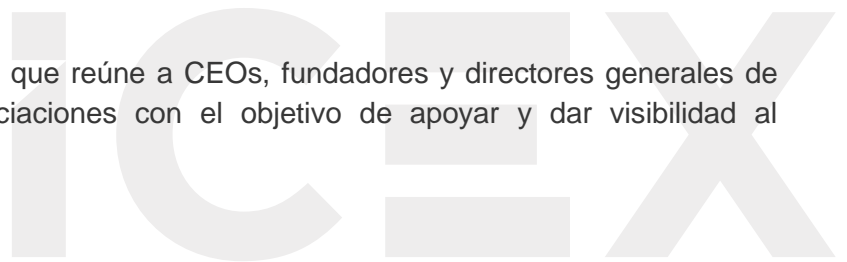 que reúne a CEOs, fundadores y directores generales de
ciaciones con el objetivo de apoyar y dar visibilidad al
iCEX